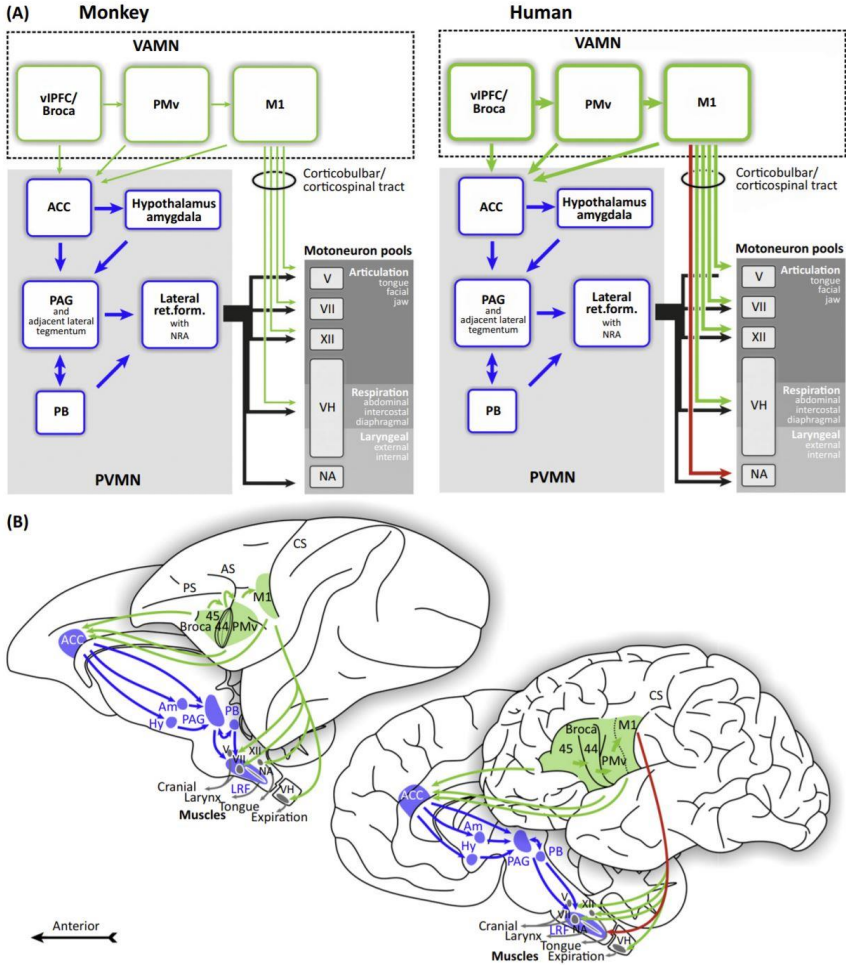 (A)
Monkey
VAMN
vlPFC/
Broca
PMv
M1
Corticobulbar/
corticospinal tract
ACC
Hypothalamus
amygdala
PAG
and
adjacent lateral
tegmentum
Lateral
ret.form.
with
NRA
PB
PVMN
Motoneuron pools
V
VII
XII
VH
NA
Articulation
tongue
facial
jaw
Respiration
abdominal
intercostal
diaphragmal
Laryngeal
external
internal
Human
VAMN
vlPFC/
Broca
PMv
M1
Corticobulbar/
corticospinal tract
ACC
Hypothalamus
amygdala
PAG
and
adjacent lateral
tegmentum
Lateral
ret.form.
with
NRA
PB
PVMN
Motoneuron pools
V
VII
XII
VH
NA
Articulation
tongue
facial
jaw
Respiration
abdominal
intercostal
diaphragmal
Laryngeal
external
internal
(B)
CS
AS
PS
M1
45
Broca 44 PMv
ACC
Am
Hy
PAG
PB
V
VII
XII
NA
LRF
VH
Cranial
Larynx
Tongue
Muscles
Expiration
CS
Broca
M1
45
44
PMv
ACC
Am
Hy
PAG
PB
V
XII
VII
LRF
NA
VH
Cranial
Larynx
Tongue
Muscles
Expiration
Anterior